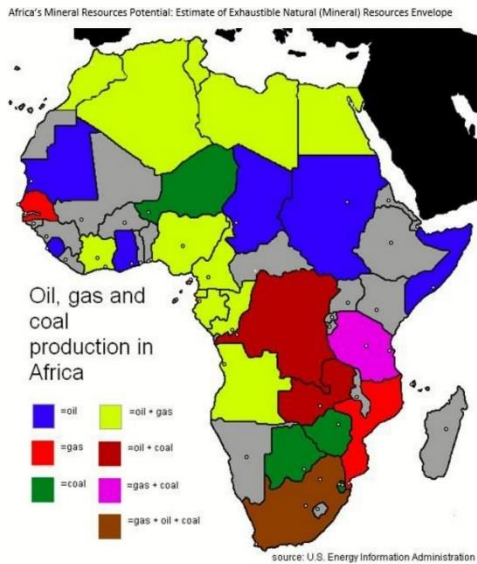 Africa's Mineral Resources Potential: Estimate of Exhaustible Natural (Mineral) Resources Envelope
Oil, gas and
coal
production in
Africa
=oil
=oil + gas
=gas
=oil + coal
=coal
=gas + coal
=gas + oil + coal
source: U.S. Energy Information Administration